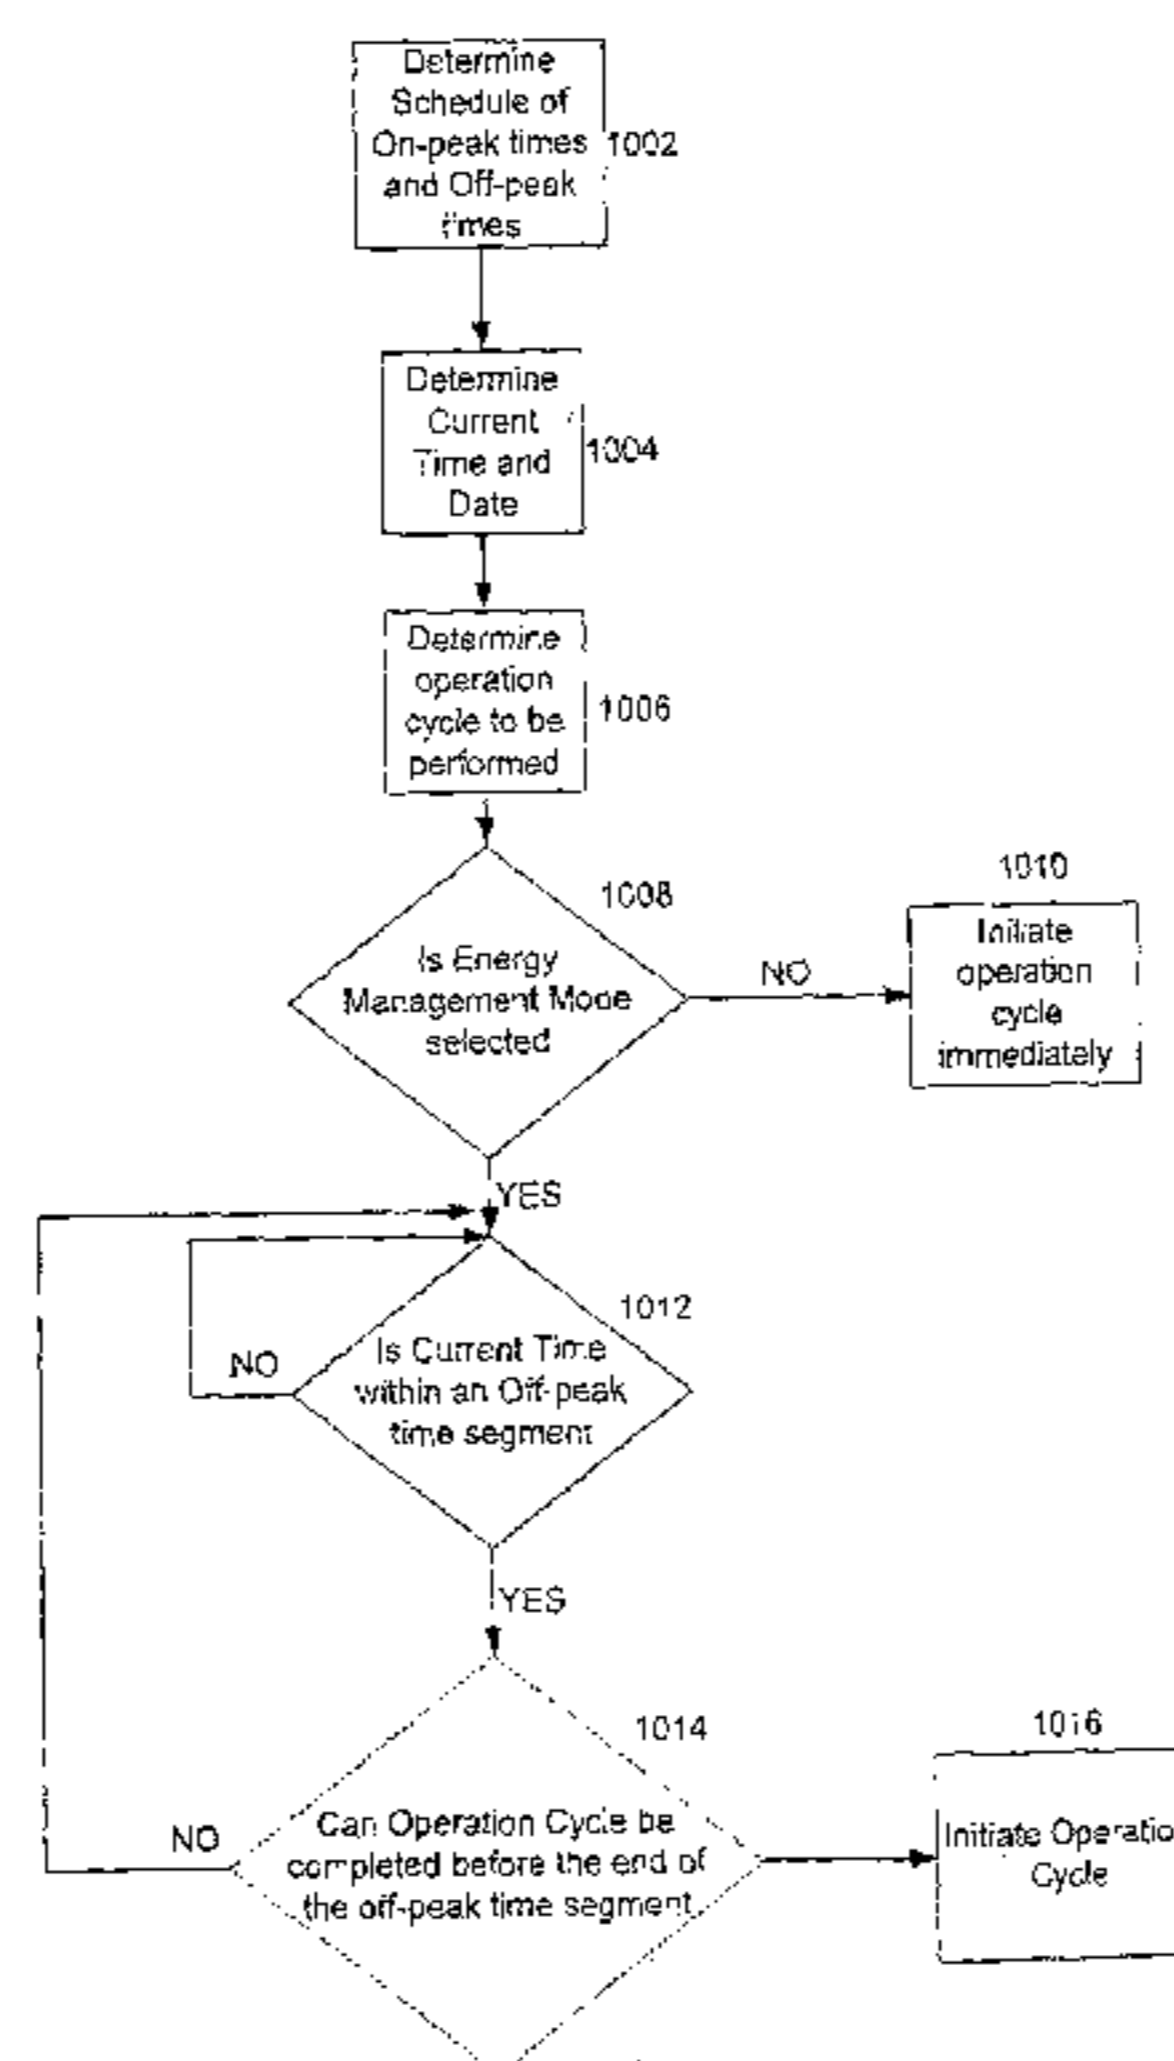 Determine
Schedule of
On-peak times
and Off-peak
times
1002
Determine
Current
Time and
Date
1004
Determine
operation
cycle to be
performed
1006
1008
Is Energy
Management Mode
selected
NO
1010
Initiate
operation
cycle
immediately
YES
1012
Is Current Time
within an Off-peak
time segment
NO
YES
1014
Can Operation Cycle be
completed before the end of
the off-peak time segment
NO
1016
Initiate Operatio
Cycle